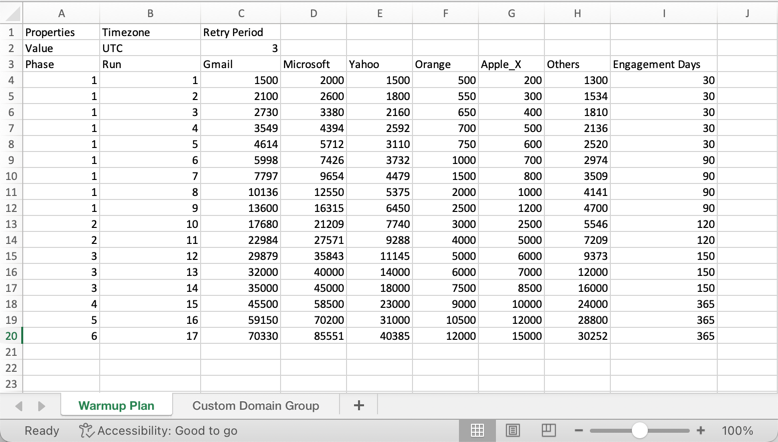 A B C D E F G H I J
1 Properties Timezone Retry Period
2 Value UTC 3
3 Phase Run Gmail Microsoft Yahoo Orange Apple_X Others Engagement Days
4 1 1 1500 2000 1500 500 200 1300 30
5 1 2 2100 2600 1800 550 300 1534 30
6 1 3 2730 3380 2160 650 400 1810 30
7 1 4 3549 4394 2592 700 500 2136 30
8 1 5 4614 5712 3110 750 600 2520 30
9 1 6 5998 7426 3732 1000 700 2974 90
10 1 7 7797 9654 4479 1500 800 3509 90
11 1 8 10136 12550 5375 2000 1000 4141 90
12 1 9 13600 16315 6450 2500 1200 4700 90
13 2 10 17680 21209 7740 3000 2500 5546 120
14 2 11 22984 27571 9288 4000 5000 7209 120
15 3 12 29879 35843 11145 5000 6000 9373 150
16 3 13 32000 40000 14000 6000 7000 12000 150
17 3 14 35000 45000 18000 7500 8500 16000 150
18 4 15 45500 58500 23000 9000 10000 24000 365
19 5 16 59150 70200 31000 10500 12000 28800 365
20 6 17 70330 85551 40385 12000 15000 30252 365
21
22
23
Warmup Plan Custom Domain Group +
Ready Accessibility: Good to go − + 100%